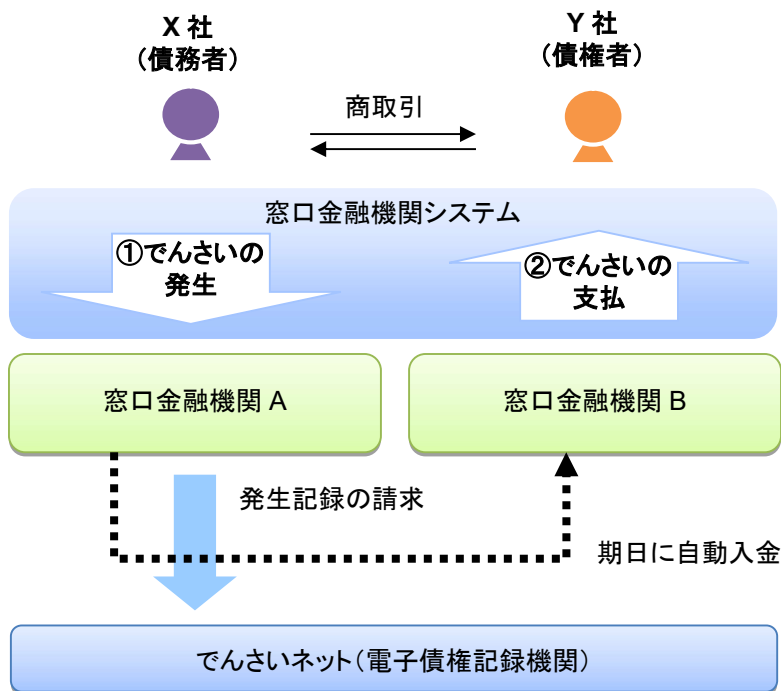 X 社
（債務者）
Y 社
（債権者）
商取引
窓口金融機関システム
①でんさいの
発生
②でんさいの
支払
窓口金融機関 A
窓口金融機関 B
発生記録の請求
期日に自動入金
でんさいネット（電子債権記録機関）